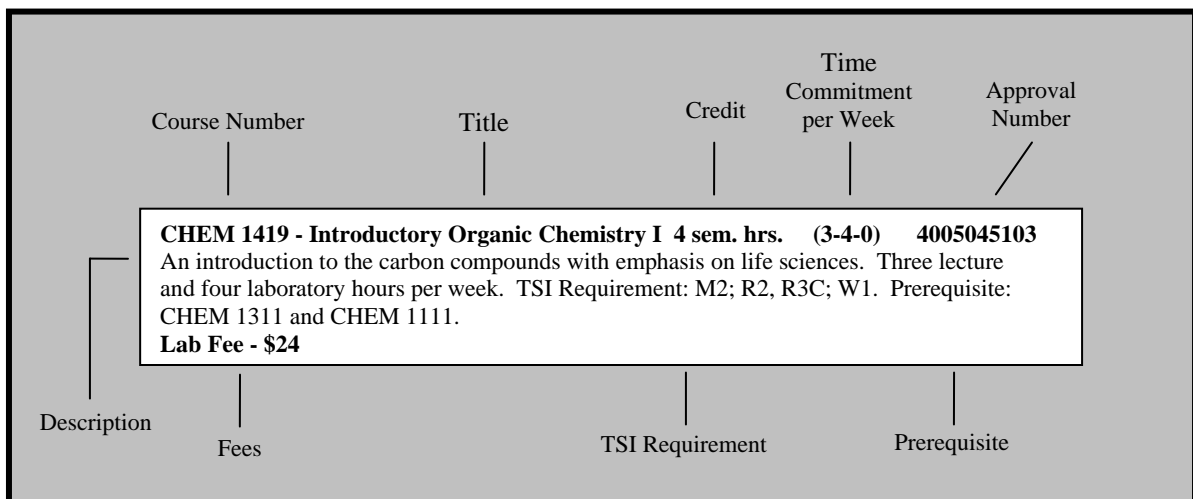 Time
Commitment
per Week
Approval
Number
Credit
Course Number
Title
CHEM 1419 - Introductory Organic Chemistry I 4 sem. hrs. (3-4-0) 4005045103
An introduction to the carbon compounds with emphasis on life sciences. Three lecture
and four laboratory hours per week. TSI Requirement: M2; R2, R3C; W1. Prerequisite:
CHEM 1311 and CHEM 1111.
Lab Fee - $24
Description
Fees
TSI Requirement
Prerequisite